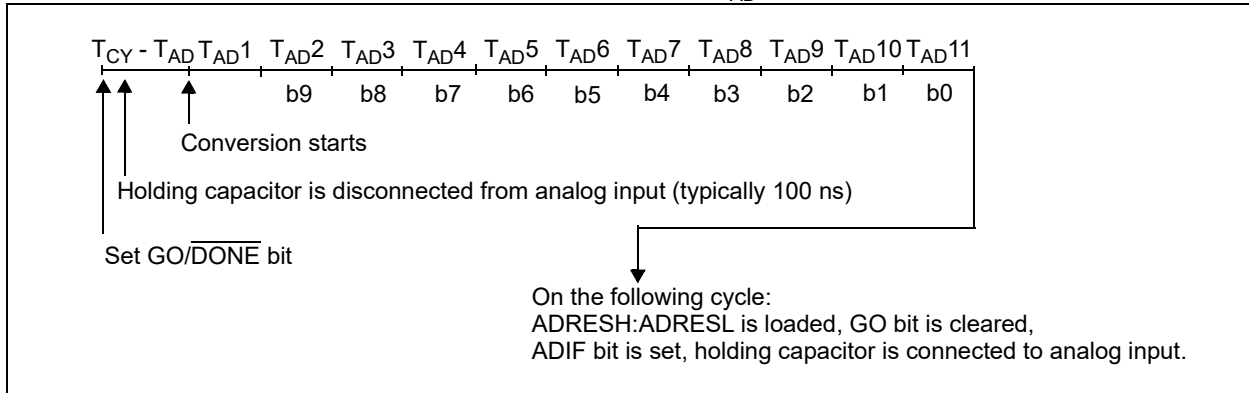 AD
TCY - TAD TAD1 TAD2 TAD3 TAD4 TAD5 TAD6 TAD7 TAD8 TAD9 TAD10 TAD11
b9 b8 b7 b6 b5 b4 b3 b2 b1 b0
Conversion starts
Holding capacitor is disconnected from analog input (typically 100 ns)
Set GO/DONE bit
On the following cycle:
ADRESH:ADRESL is loaded, GO bit is cleared,
ADIF bit is set, holding capacitor is connected to analog input.